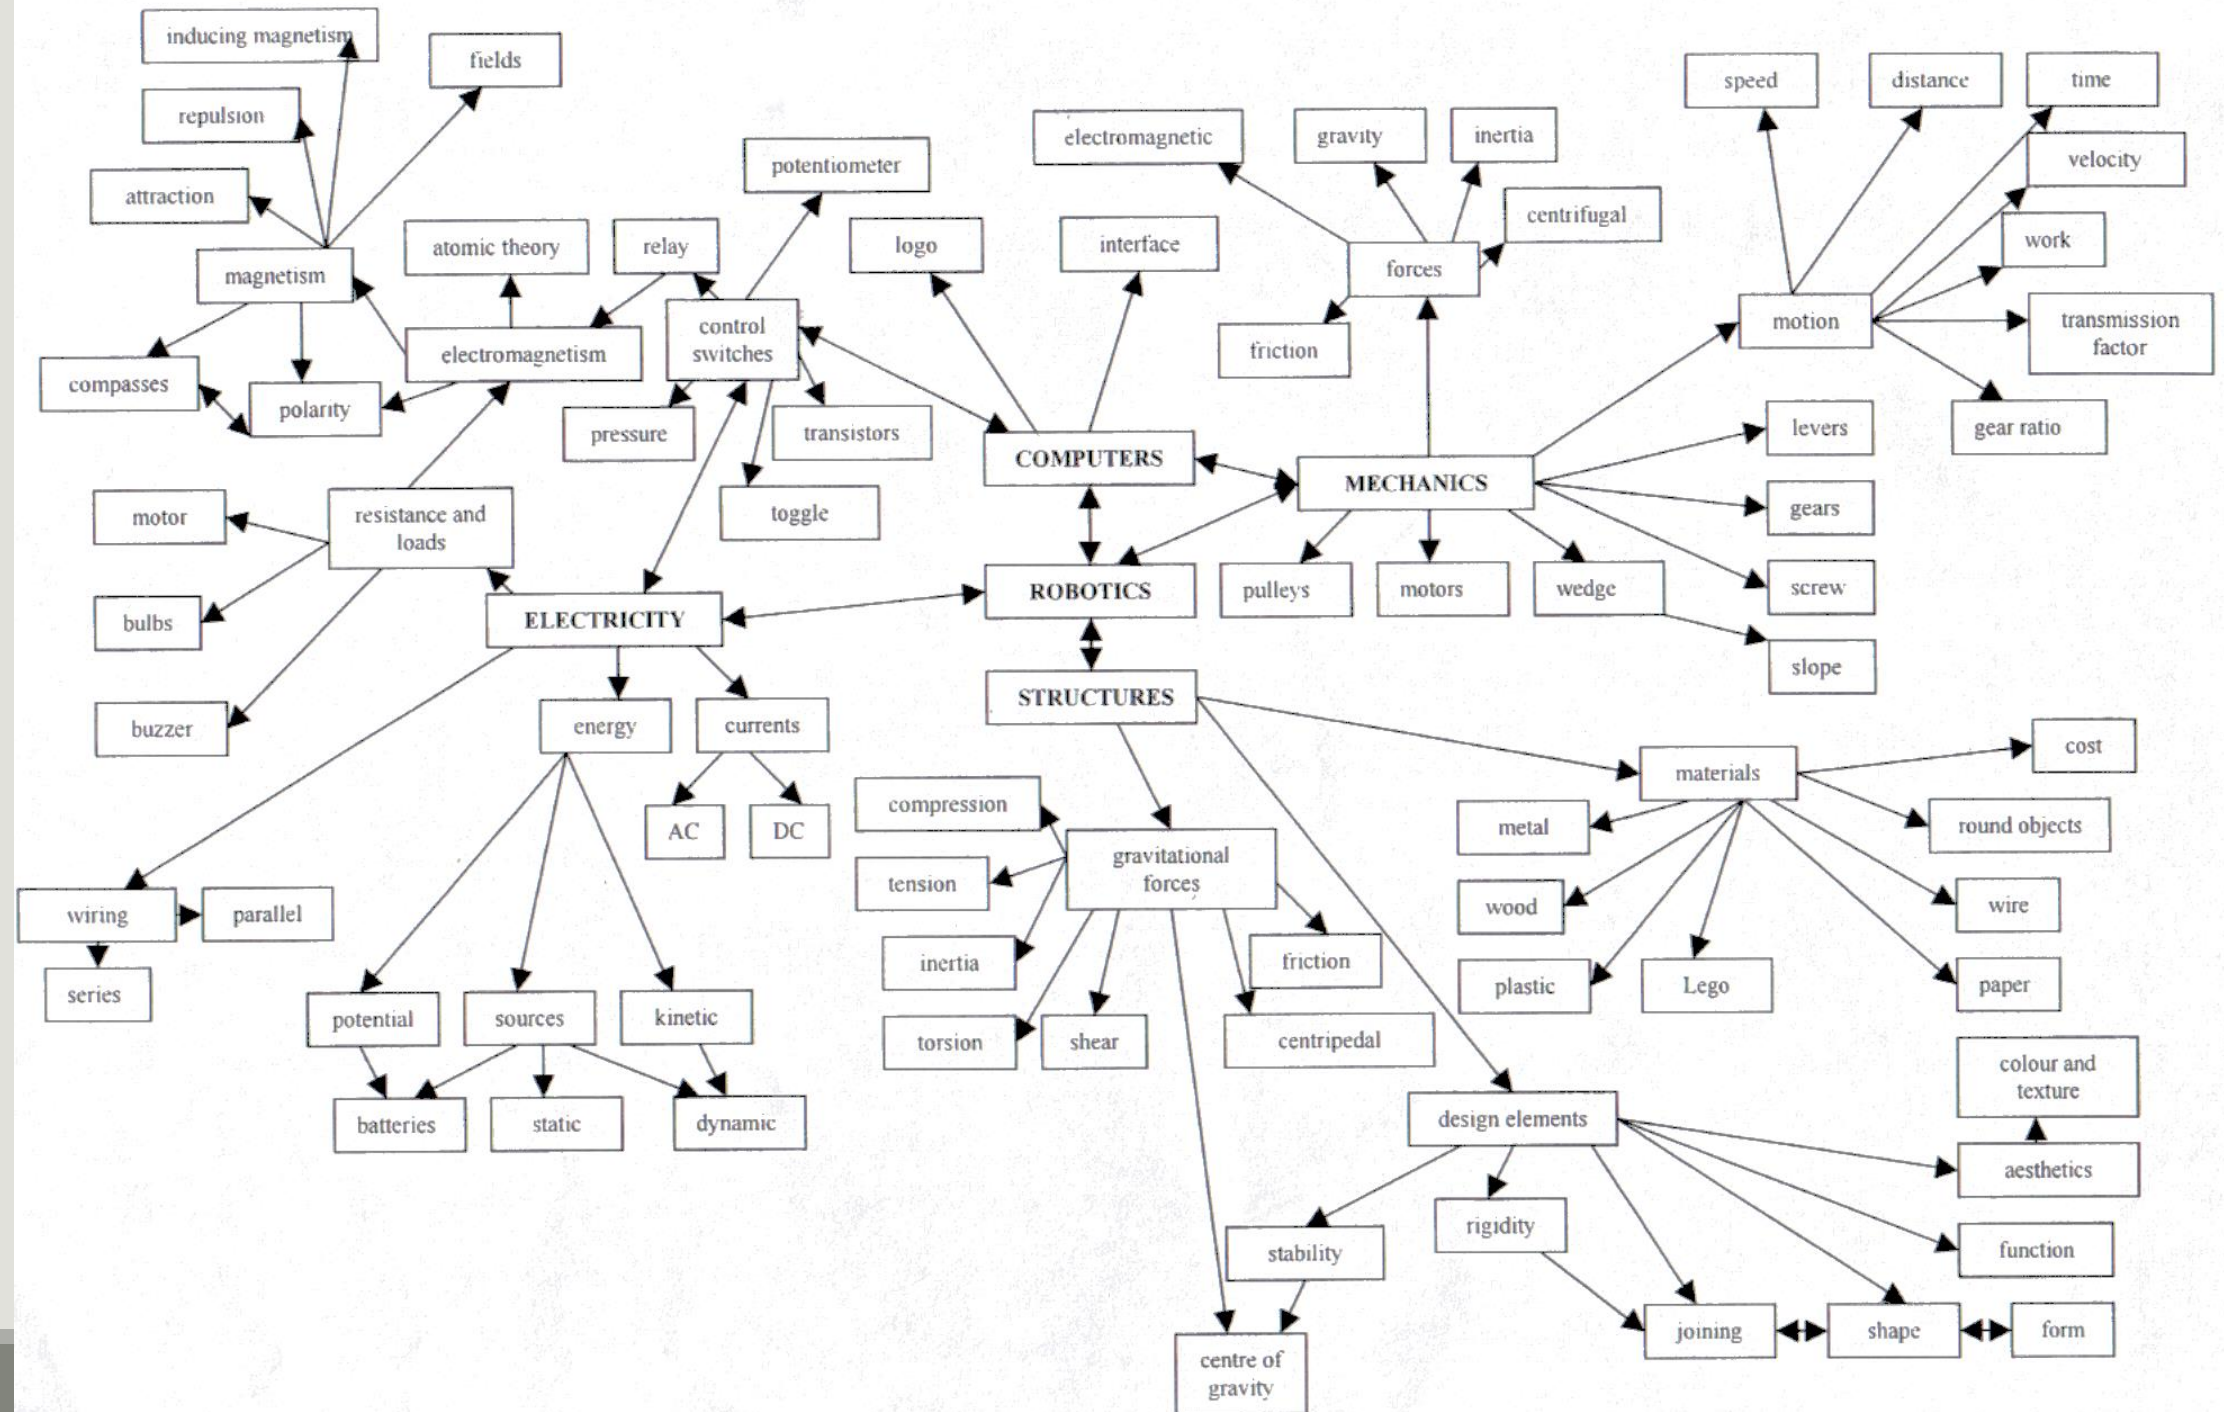 inducing magnetism
fields
repulsion
attraction
magnetism
atomic theory
relay
potentiometer
logo
interface
electromagnetic
gravity
inertia
centrifugal
forces
friction
speed
distance
time
velocity
work
motion
transmission
factor
gear ratio
compasses
polarity
electromagnetism
control
switches
pressure
transistors
toggle
COMPUTERS
MECHANICS
levers
gears
screw
slope
motor
resistance and
loads
bulbs
buzzer
ELECTRICITY
ROBOTICS
pulleys
motors
wedge
STRUCTURES
energy
currents
AC
DC
wiring
parallel
series
potential
sources
kinetic
batteries
static
dynamic
compression
tension
gravitational
forces
inertia
friction
torsion
shear
centripedal
materials
cost
metal
round objects
wood
wire
plastic
Lego
paper
colour and
texture
design elements
aesthetics
rigidity
stability
function
joining
shape
form
centre of
gravity